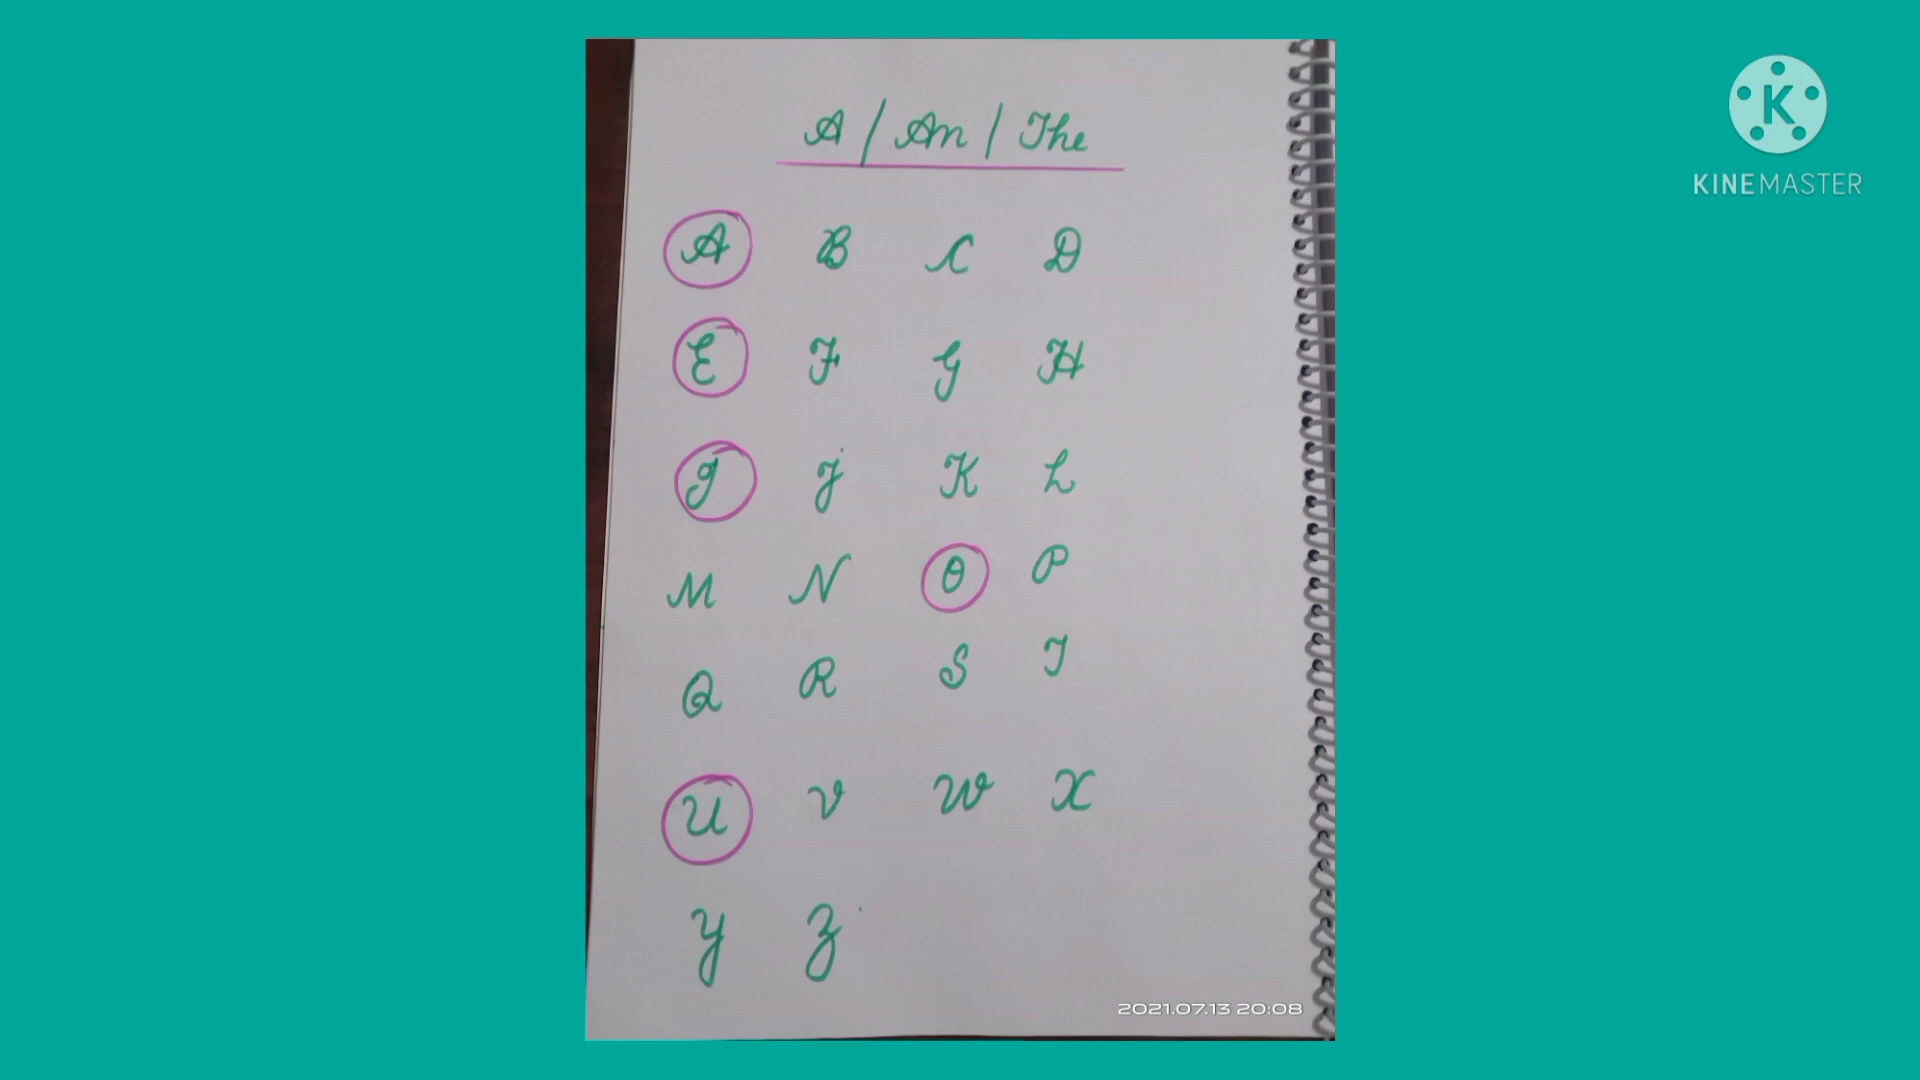 A / An / The
A B C D
E F G H
I J K L
M N O P
Q R S T
U V W X
Y Z
2021.07.13 20:08
K
KINEMASTER